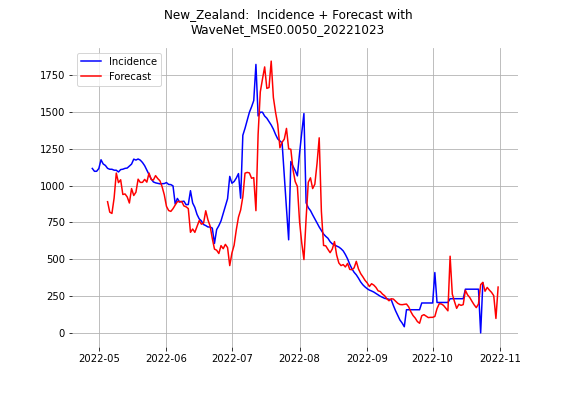 New_Zealand:  Incidence + Forecast with
WaveNet_MSE0.0050_20221023
Incidence
Forecast
1750
1500
1250
1000
750
500
250
0
2022-05 2022-06 2022-07 2022-08 2022-09 2022-10 2022-11